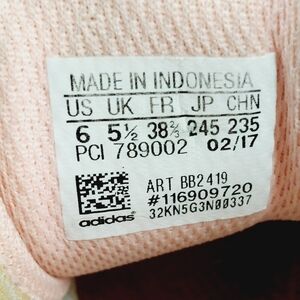 MADE IN INDONESIA
US UK FR JP CHN
6 5½ 38⅔ 245 235
PCI 789002 02/17
ART BB2419
#116909720
32KN5G3N00337
adidas